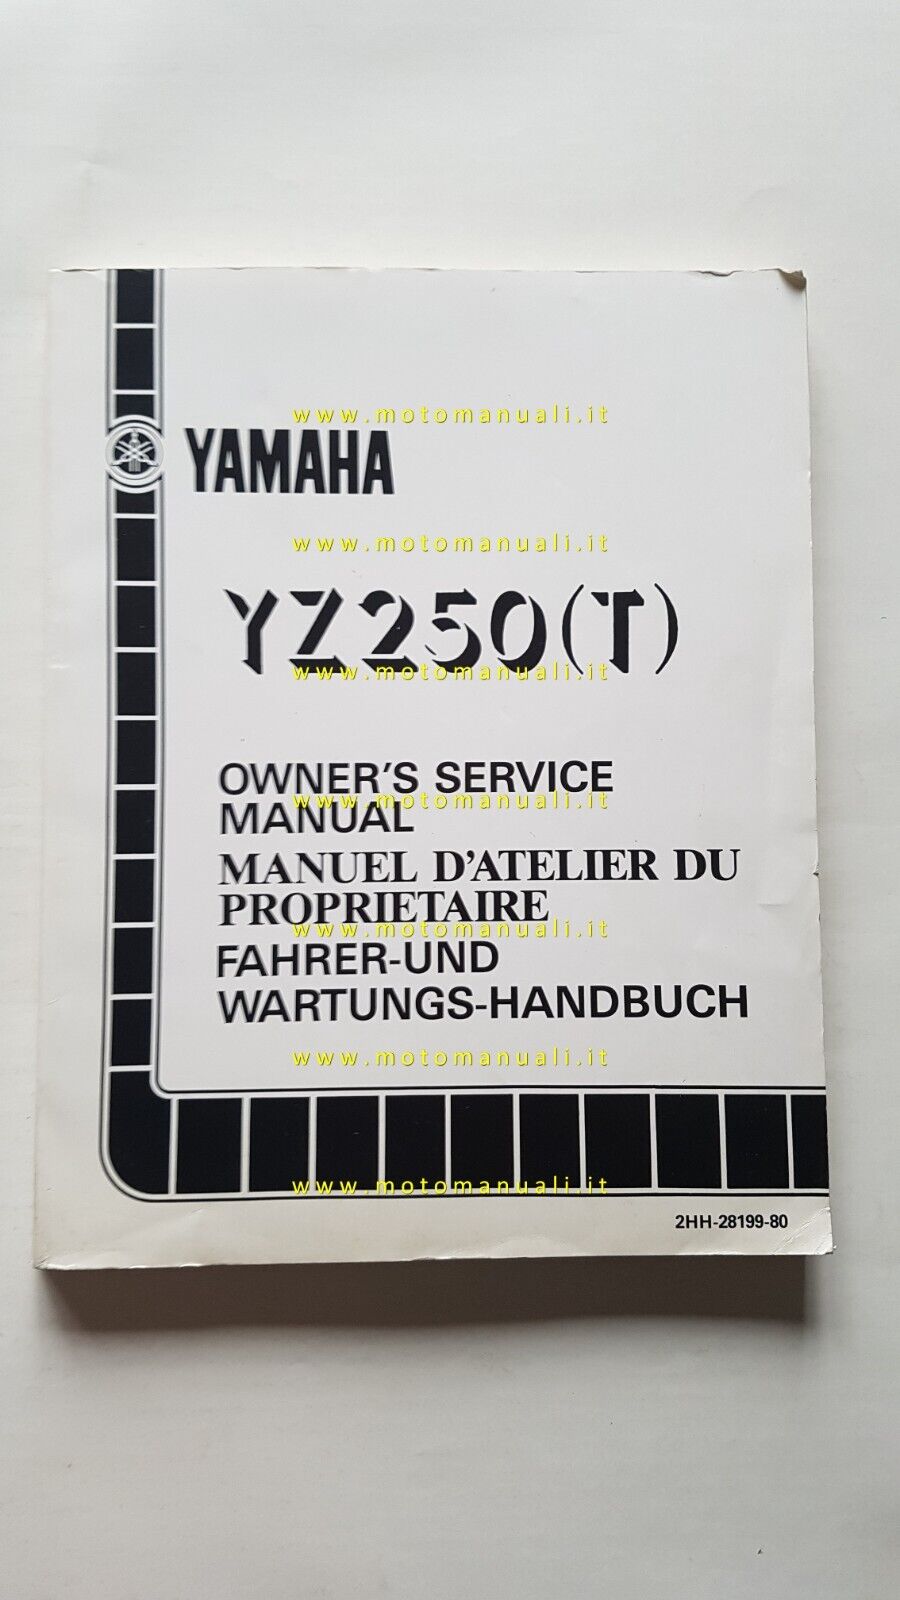 www.motomanuali.it
YAMAHA
www.motomanuali.it
YZ250(T)
www.motomanuali.it
OWNER'S SERVICE
www.motomanuali.it
MANUAL
MANUEL D'ATELIER DU
PROPRIETAIRE
www.motomanuali.it
FAHRER-UND
WARTUNGS-HANDBUCH
www.motomanuali.it
www.motomanuali.it
2HH-28199-80